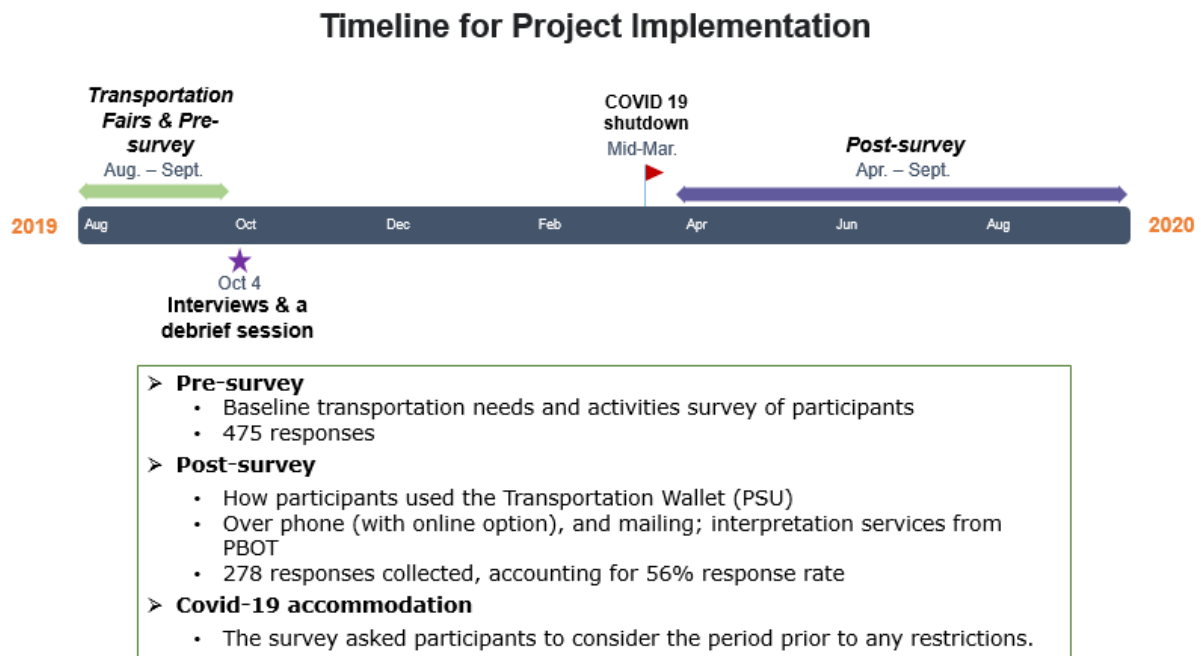 Timeline for Project Implementation
Transportation
Fairs & Pre-
survey
Aug. – Sept.
COVID 19
shutdown
Mid-Mar.
Post-survey
Apr. – Sept.
2019
Aug
Oct
Dec
Feb
Apr
Jun
Aug
2020
Oct 4
Interviews & a
debrief session
➢ Pre-survey
• Baseline transportation needs and activities survey of participants
• 475 responses
➢ Post-survey
• How participants used the Transportation Wallet (PSU)
• Over phone (with online option), and mailing; interpretation services from
PBOT
• 278 responses collected, accounting for 56% response rate
➢ Covid-19 accommodation
• The survey asked participants to consider the period prior to any restrictions.